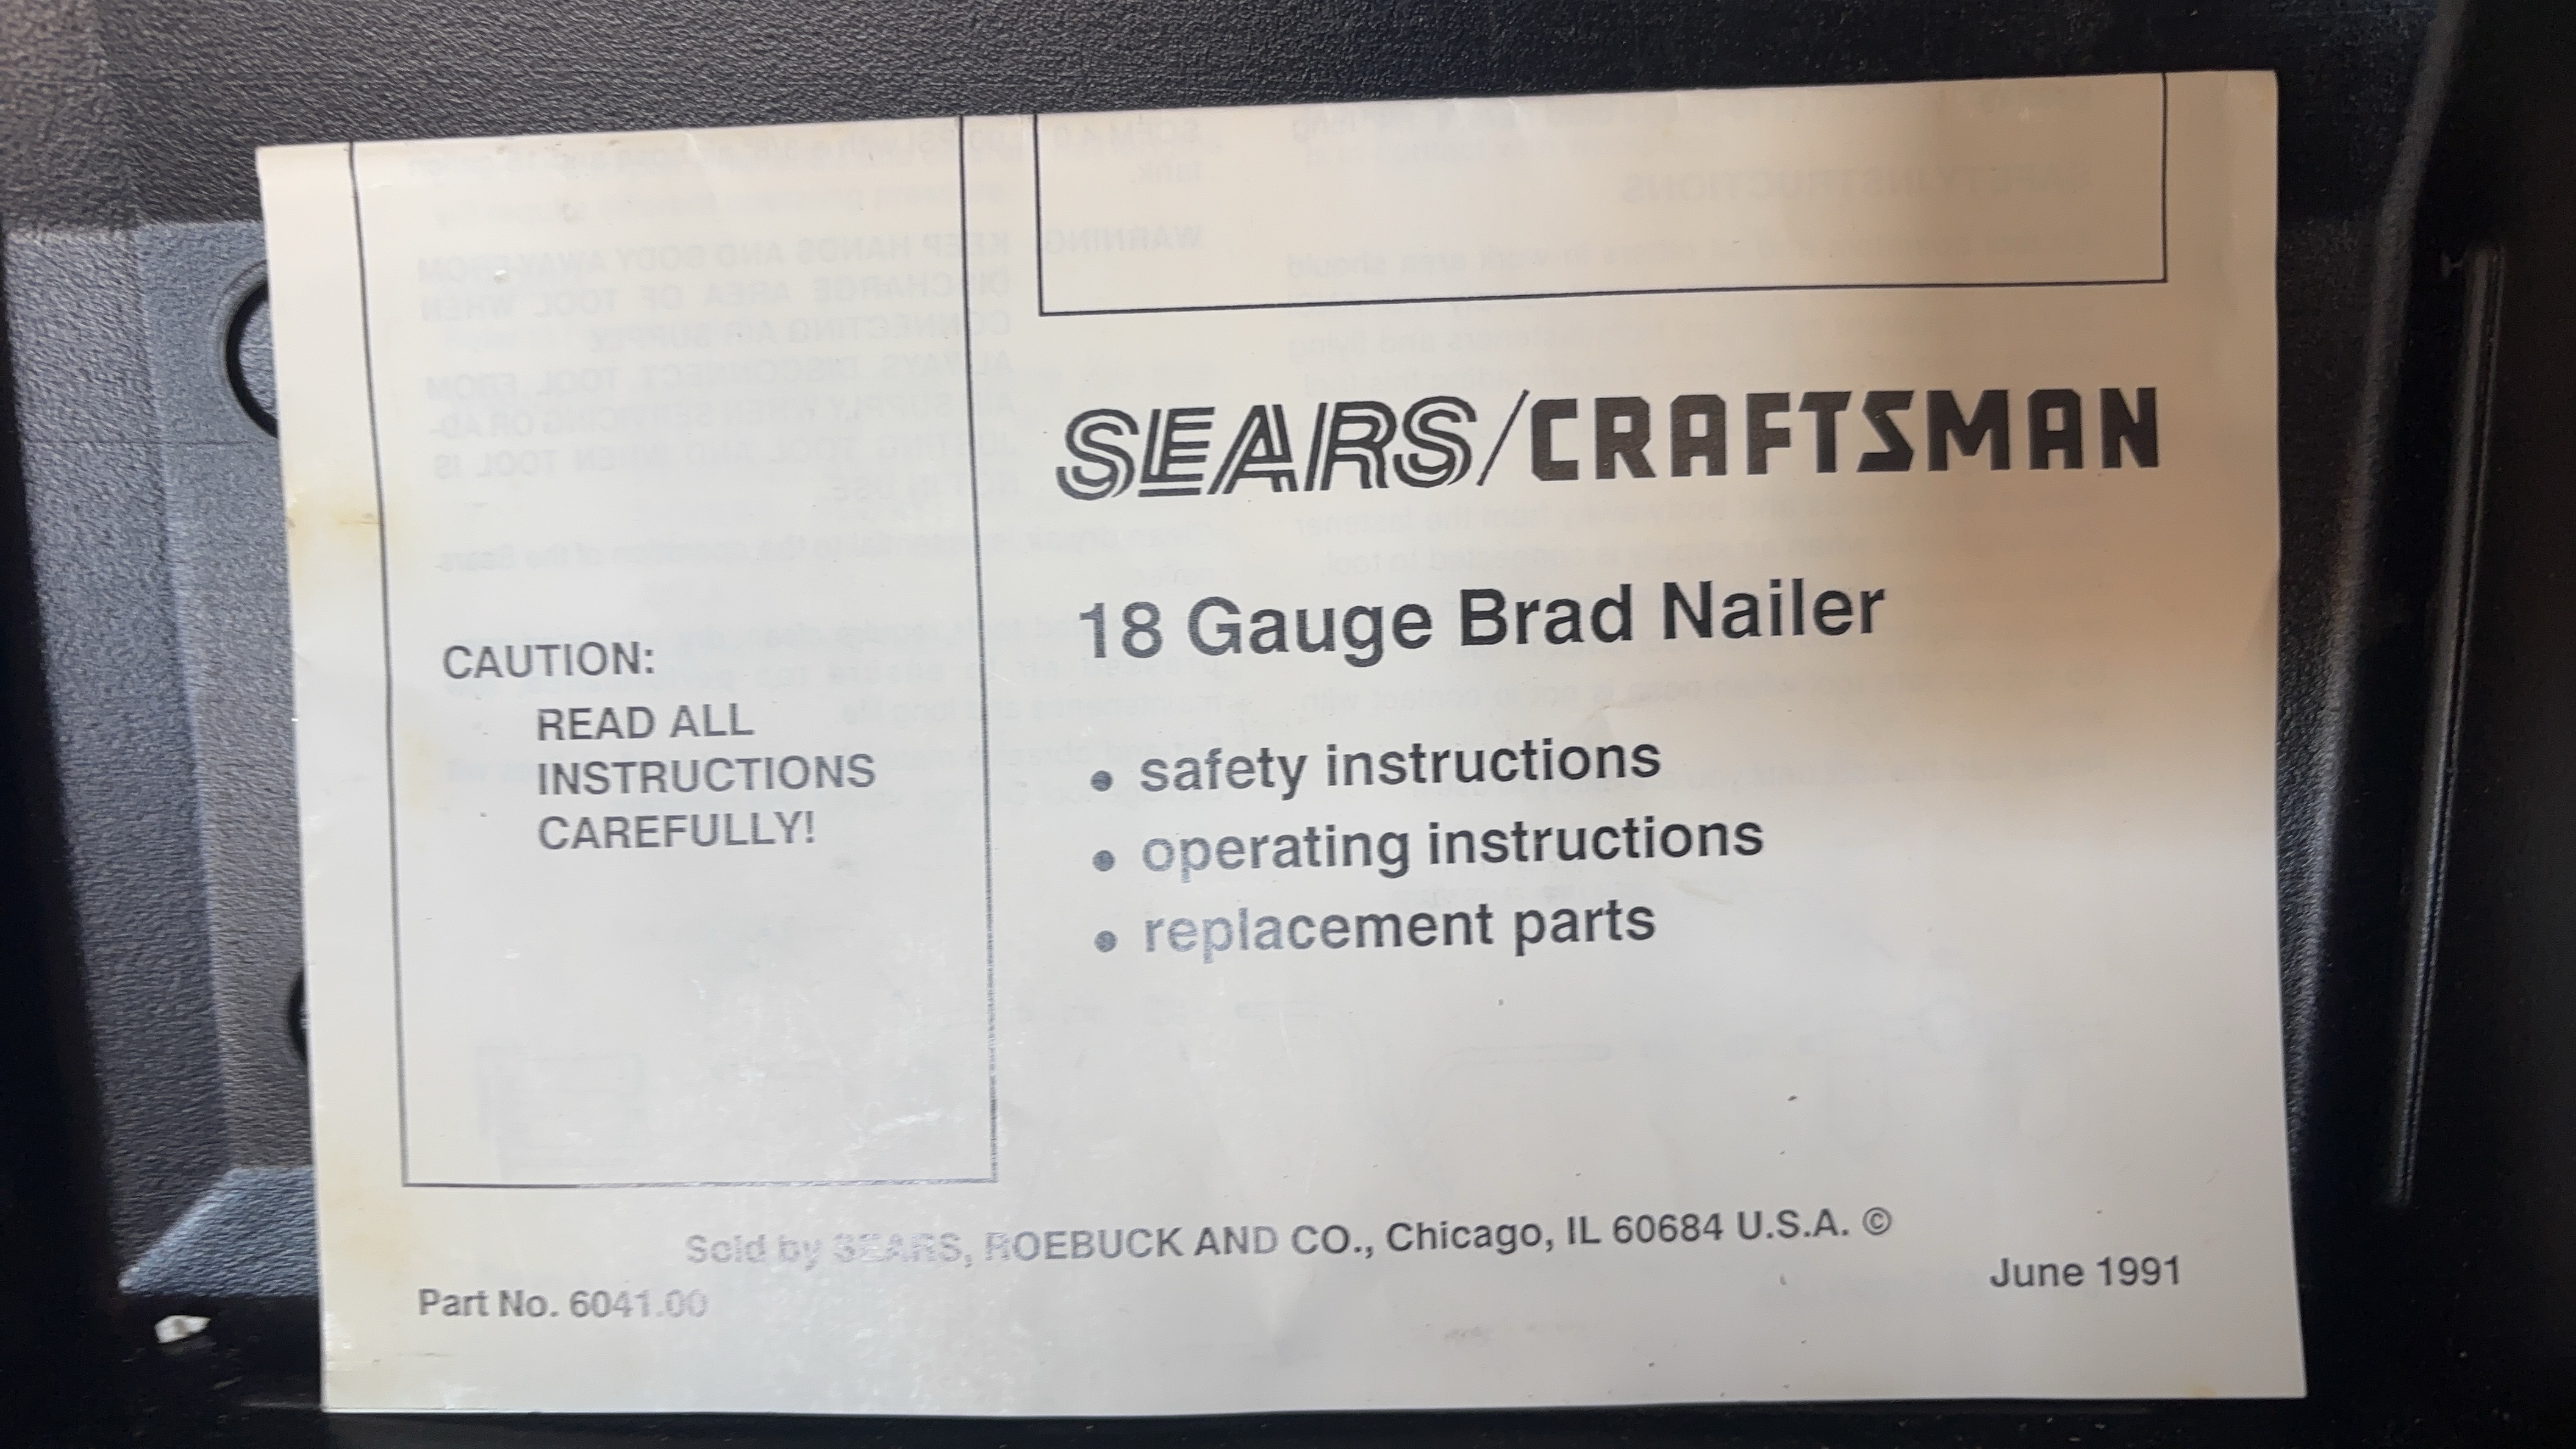 SEARS/CRAFTSMAN
18 Gauge Brad Nailer
CAUTION:
READ ALL
INSTRUCTIONS
CAREFULLY!
• safety instructions
• operating instructions
• replacement parts
Sold by SEARS, ROEBUCK AND CO., Chicago, IL 60684 U.S.A. ©
Part No. 6041.00
June 1991